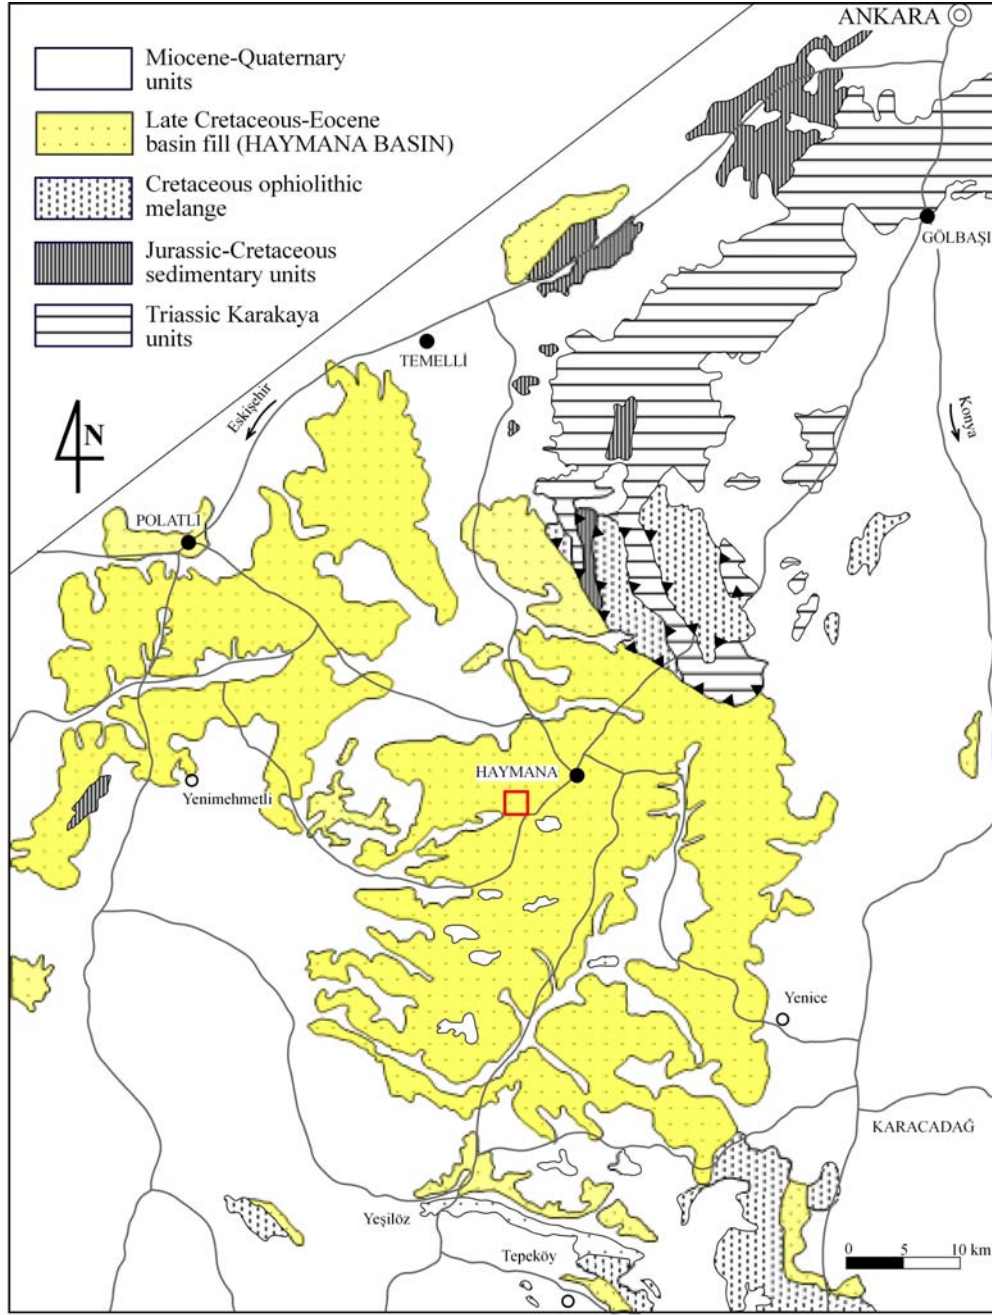 ANKARA
Miocene-Quaternary
units
Late Cretaceous-Eocene
basin fill (HAYMANA BASIN)
Cretaceous ophiolithic
melange
Jurassic-Cretaceous
sedimentary units
Triassic Karakaya
units
GÖLBAŞI
TEMELLİ
Eskişehir
Konya
N
POLATLI
HAYMANA
Yenimehmetli
Yenice
KARACADAĞ
Yeşilöz
Tepeköy
0 5 10 km